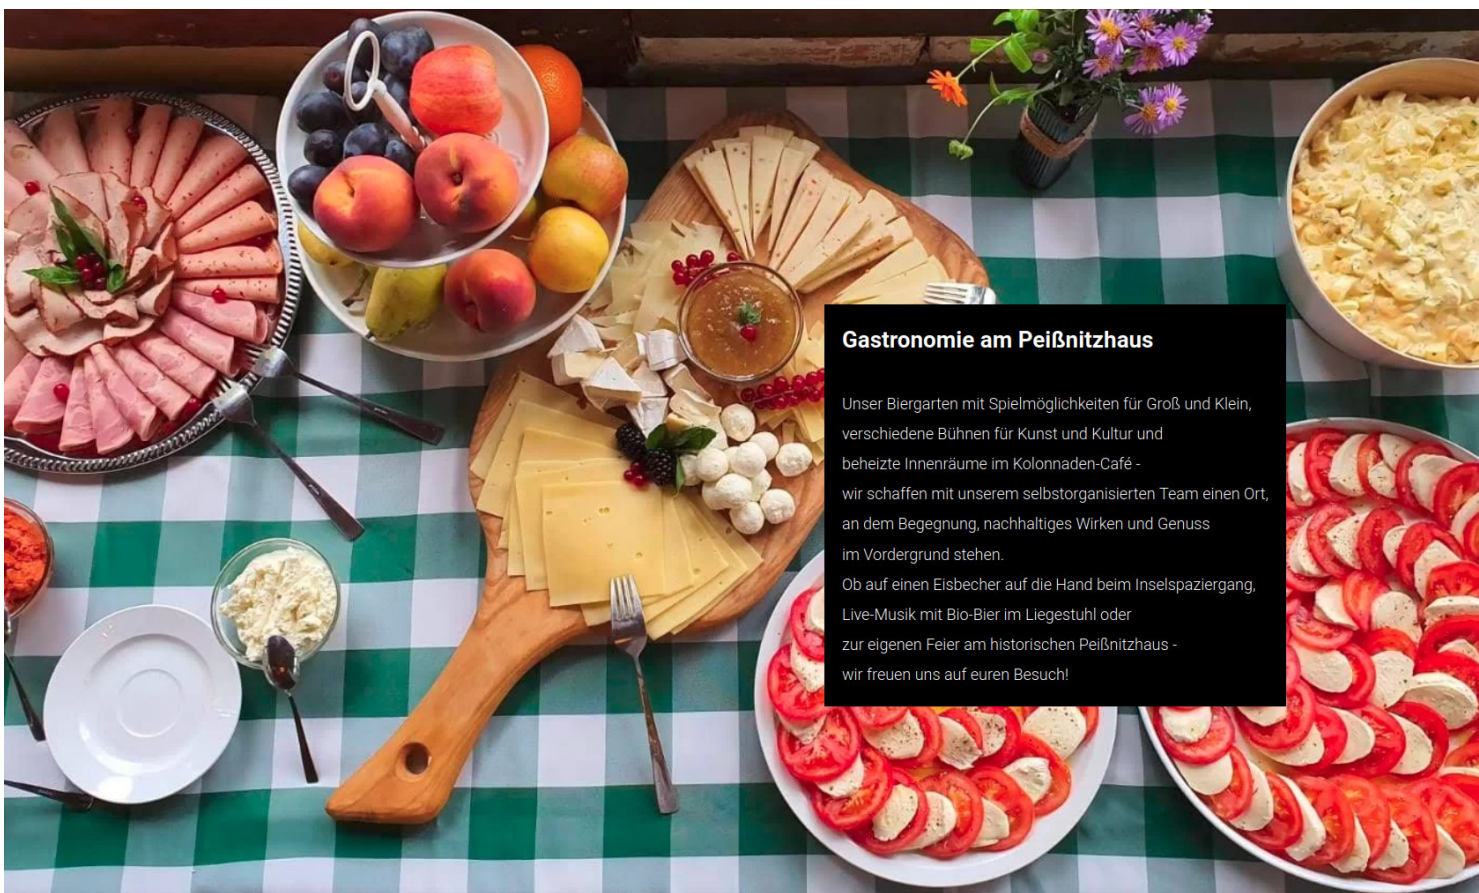 Gastronomie am Peißnitzhaus
Unser Biergarten mit Spielmöglichkeiten für Groß und Klein,
verschiedene Bühnen für Kunst und Kultur und
beheizte Innenräume im Kolonnaden-Café -
wir schaffen mit unserem selbstorganisierten Team einen Ort,
an dem Begegnung, nachhaltiges Wirken und Genuss
im Vordergrund stehen.
Ob auf einen Eisbecher auf die Hand beim Inselspaziergang,
Live-Musik mit Bio-Bier im Liegestuhl oder
zur eigenen Feier am historischen Peißnitzhaus -
wir freuen uns auf euren Besuch!